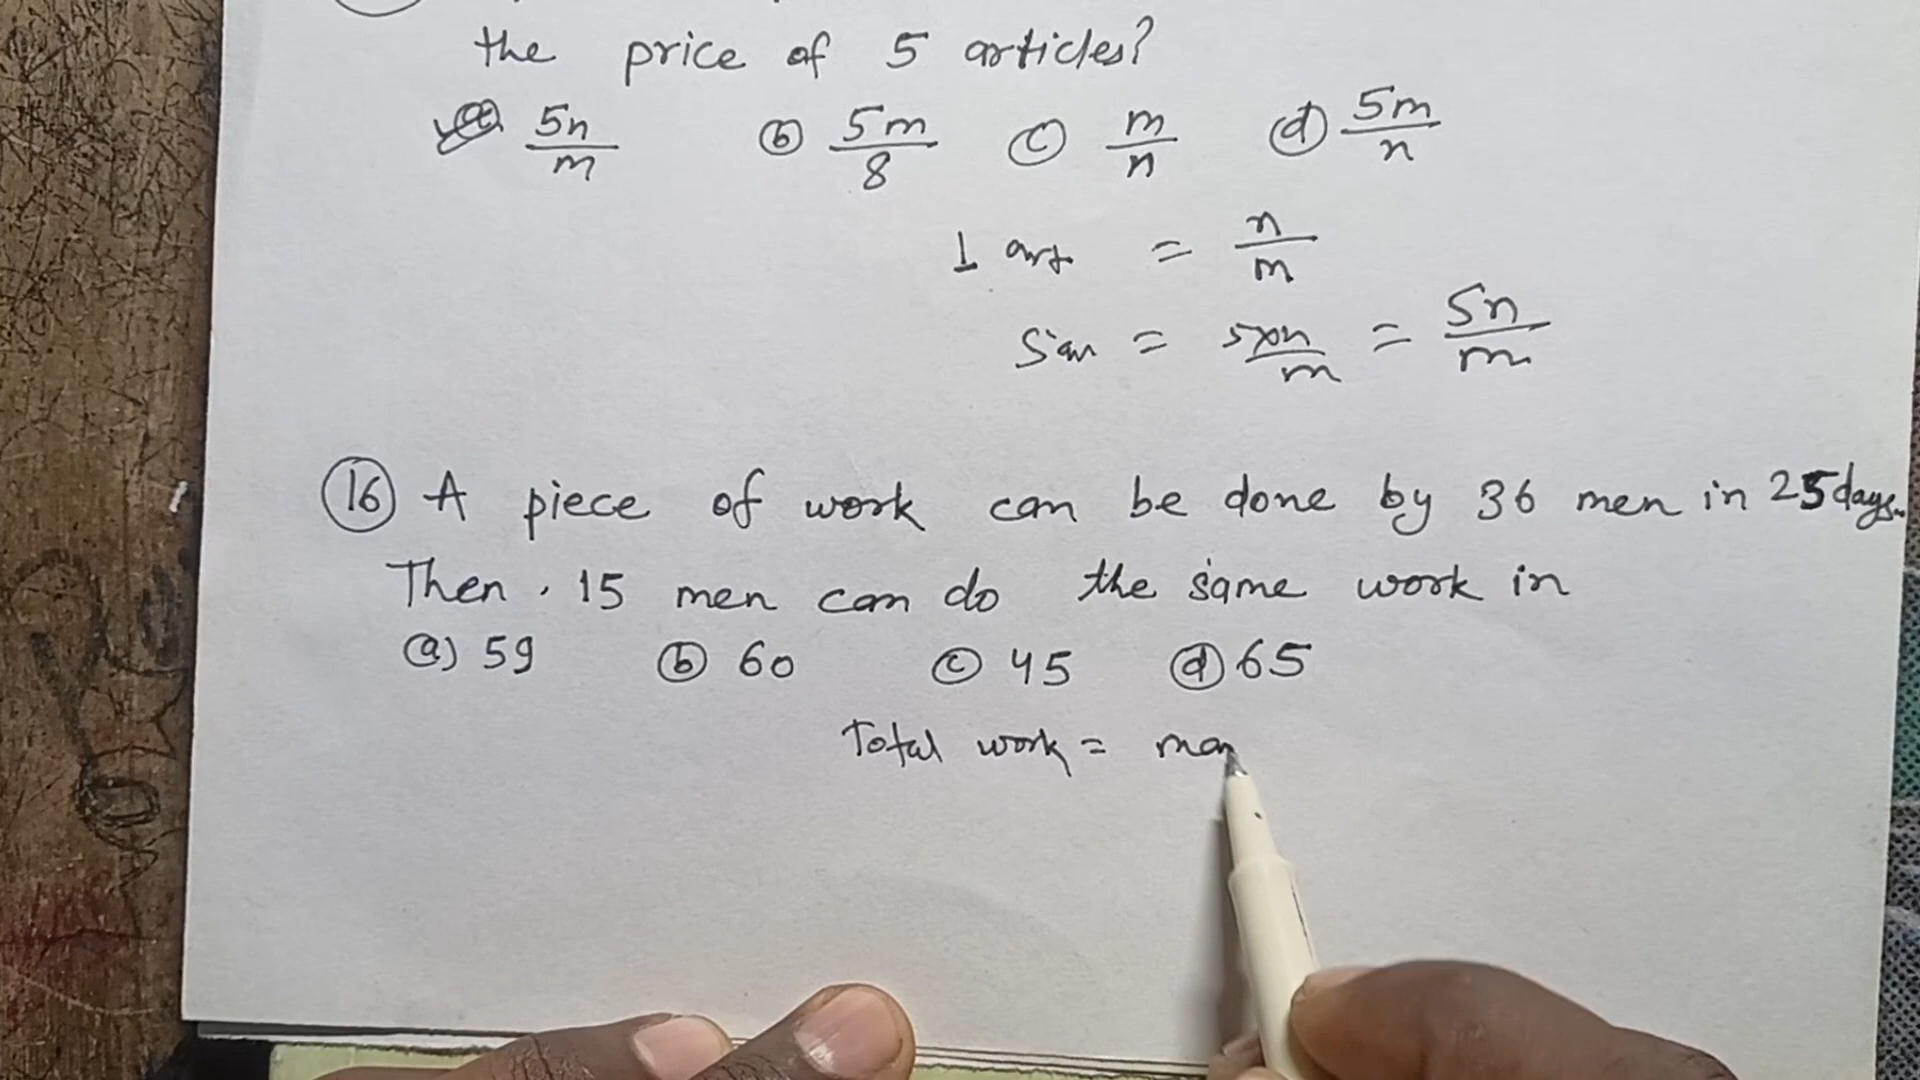 the price of 5 articles?
(a) 5n/m (b) 5m/8 (c) m/n (d) 5m/n
1 art = n/m
5 ar = 5×n/m = 5n/m
(16) A piece of work can be done by 36 men in 25 days.
Then, 15 men can do the same work in
(a) 59 (b) 60 (c) 45 (d) 65
Total work = man